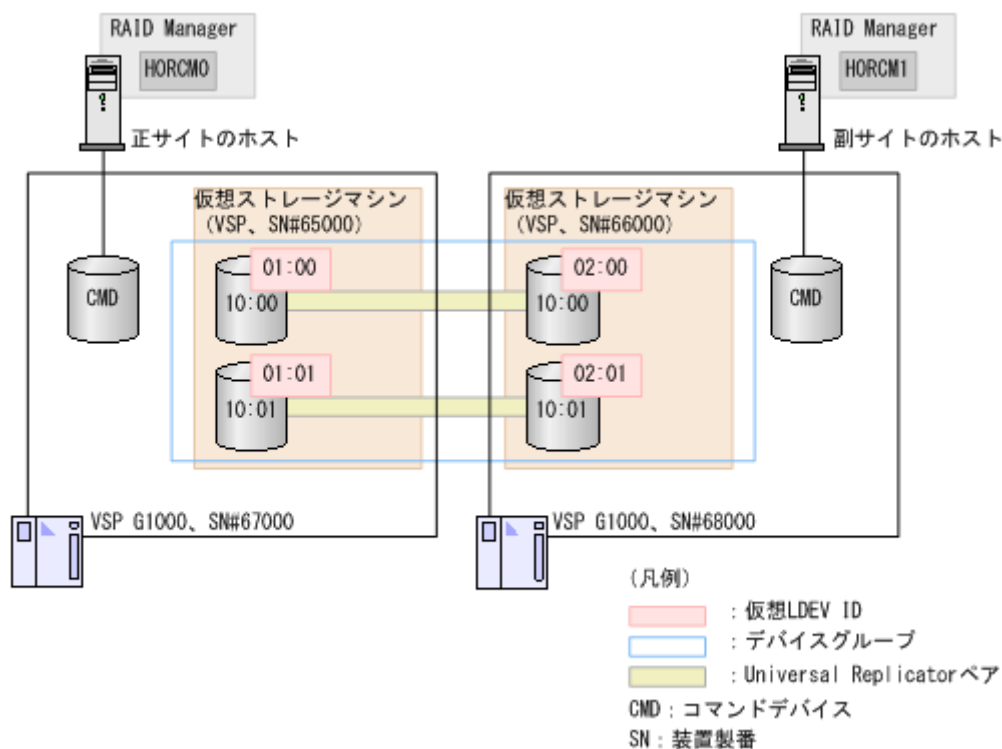 RAID Manager
HORCM0
正サイトのホスト
RAID Manager
HORCM1
副サイトのホスト
仮想ストレージマシン
(VSP、SN#65000)
01:00
10:00
01:01
10:01
CMD
VSP G1000、SN#67000
仮想ストレージマシン
(VSP、SN#66000)
02:00
10:00
02:01
10:01
CMD
VSP G1000、SN#68000
(凡例)
：仮想LDEV ID
：デバイスグループ
：Universal Replicatorペア
CMD：コマンドデバイス
SN：装置製番